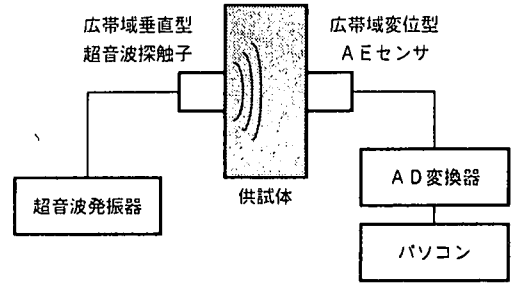 広帯域垂直型
超音波探触子
広帯域変位型
ＡＥセンサ
供試体
超音波発振器
ＡＤ変換器
パソコン